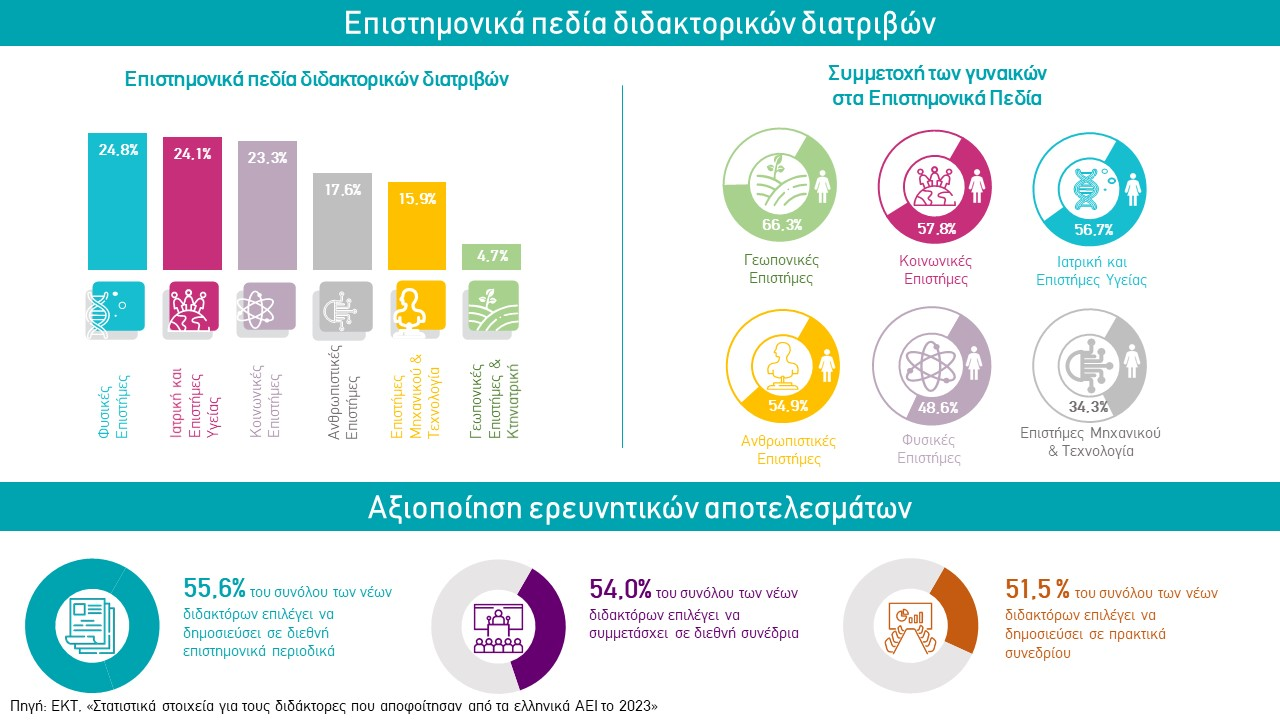 Επιστημονικά πεδία διδακτορικών διατριβών
Επιστημονικά πεδία διδακτορικών διατριβών
24,8%
24,1%
23,3%
17,6%
15,9%
4,7%
Φυσικές
Επιστήμες
Ιατρική και
Επιστήμες
Υγείας
Κοινωνικές
Επιστήμες
Ανθρωπιστικές
Επιστήμες
Επιστήμες
Μηχανικού &
Τεχνολογία
Γεωπονικές
Επιστήμες &
Κτηνιατρική
Συμμετοχή των γυναικών
στα Επιστημονικά Πεδία
66,3%
Γεωπονικές
Επιστήμες
57,8%
Κοινωνικές
Επιστήμες
56,7%
Ιατρική και
Επιστήμες Υγείας
54,9%
Ανθρωπιστικές
Επιστήμες
48,6%
Φυσικές
Επιστήμες
34,3%
Επιστήμες Μηχανικού
& Τεχνολογία
Αξιοποίηση ερευνητικών αποτελεσμάτων
55,6% του συνόλου των νέων
διδακτόρων επιλέγει να
δημοσιεύσει σε διεθνή
επιστημονικά περιοδικά
54,0% του συνόλου των νέων
διδακτόρων επιλέγει να
συμμετάσχει σε διεθνή συνέδρια
51,5 % του συνόλου των νέων
διδακτόρων επιλέγει να
δημοσιεύσει σε πρακτικά
συνεδρίου
Πηγή: ΕΚΤ, «Στατιστικά στοιχεία για τους διδάκτορες που αποφοίτησαν από τα ελληνικά ΑΕΙ το 2023»